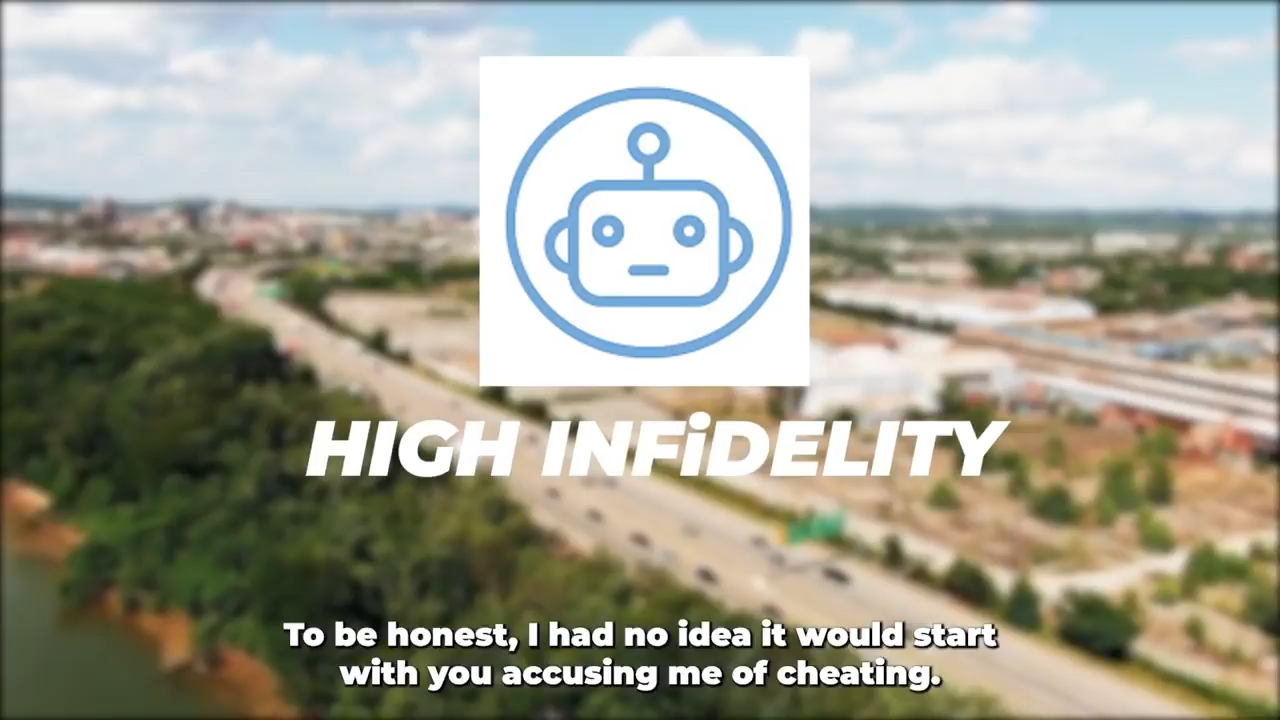 HIGH INFiDELITY
To be honest, I had no idea it would start
with you accusing me of cheating.